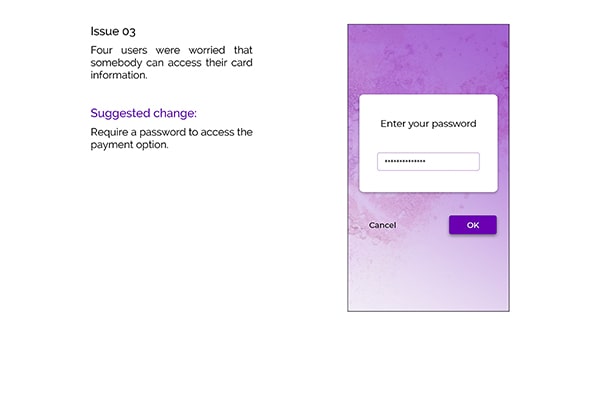 Issue 03
Four users were worried that
somebody can access their card
information.
Suggested change:
Require a password to access the
payment option.
Enter your password
**************
Cancel
OK